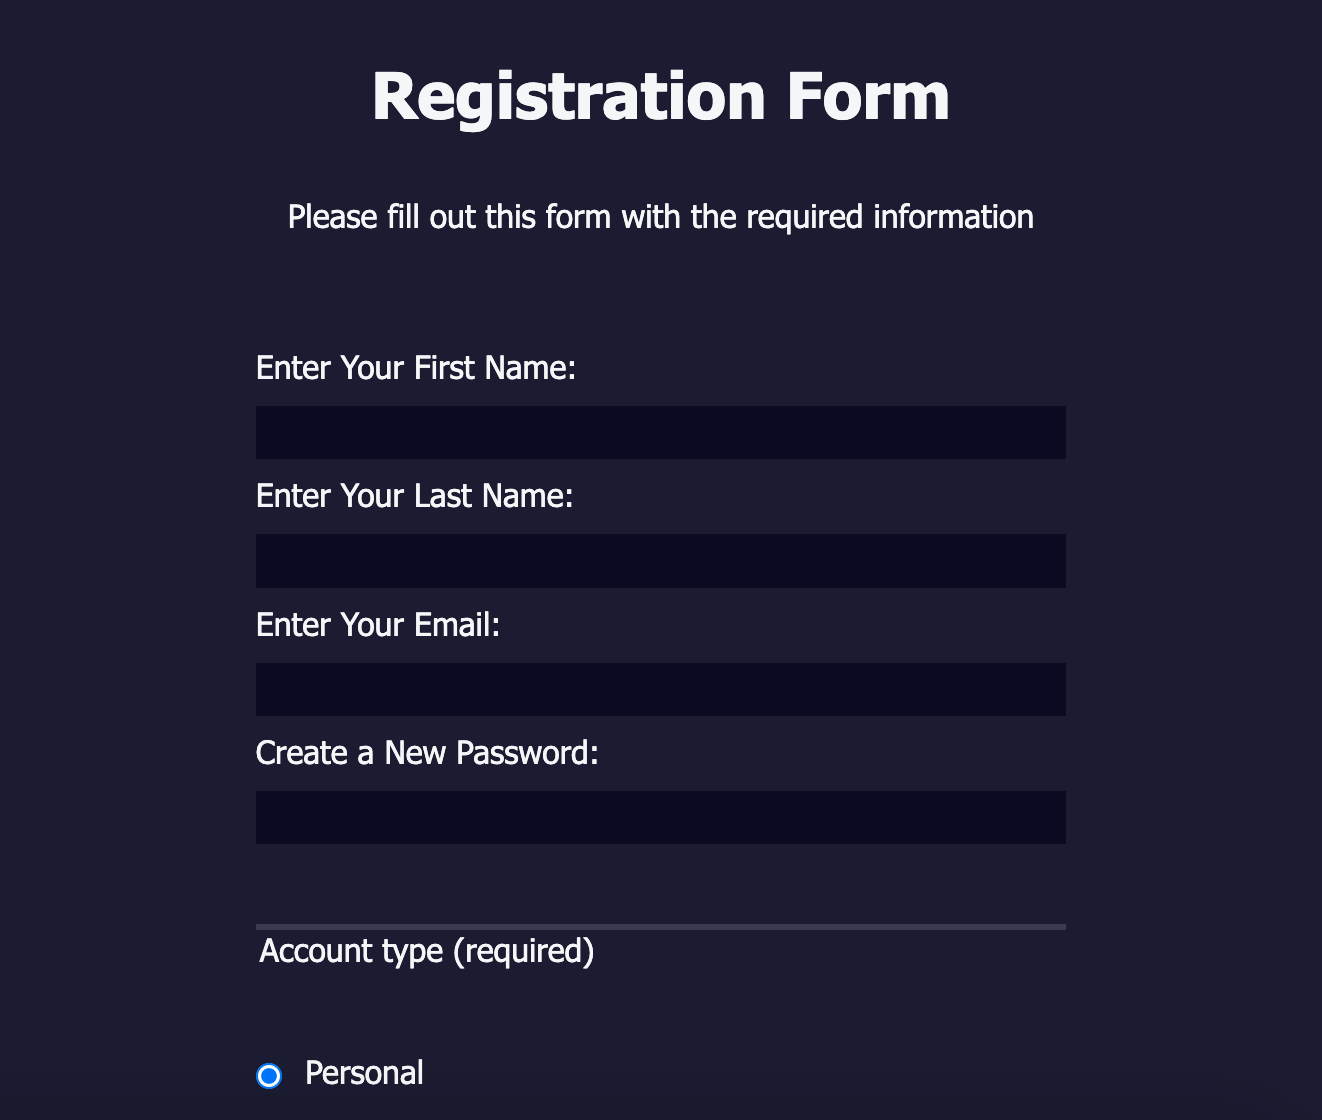 Registration Form
Please fill out this form with the required information
Enter Your First Name:
Enter Your Last Name:
Enter Your Email:
Create a New Password:
Account type (required)
Personal